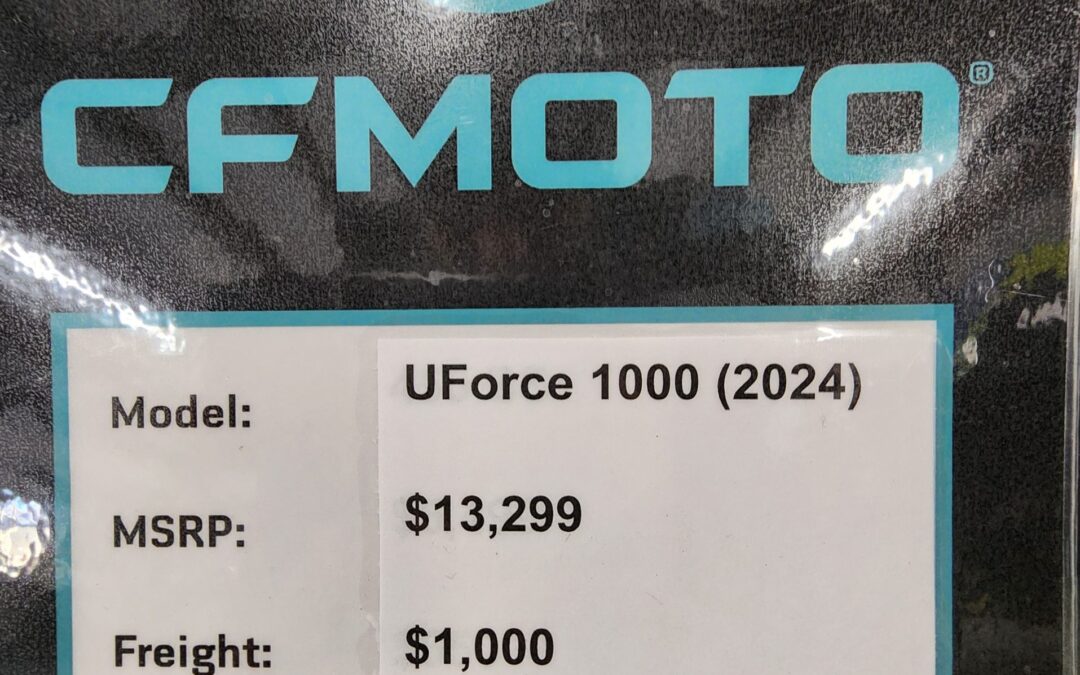 CFMOTO®
Model: UForce 1000 (2024)
MSRP: $13,299
Freight: $1,000